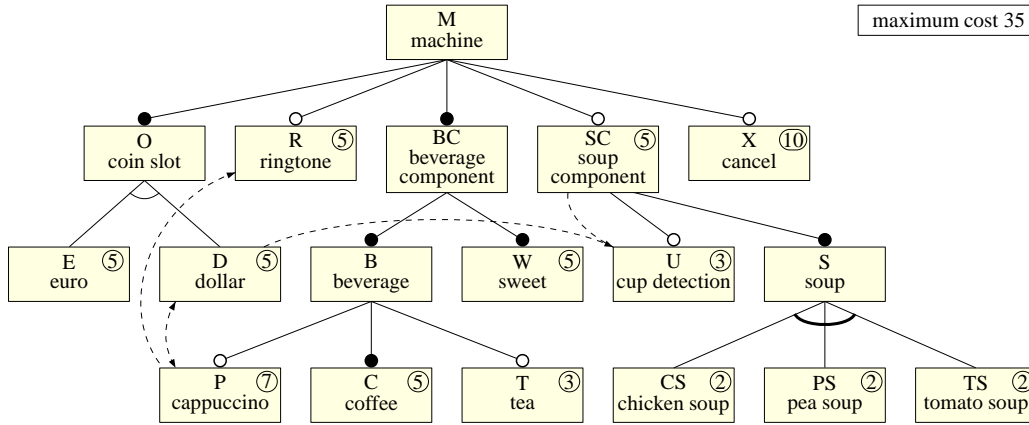 M
machine
maximum cost 35
O
coin slot
R
5
ringtone
BC
beverage
component
SC
5
soup
component
X
10
cancel
E
5
euro
D
5
dollar
B
beverage
W
5
sweet
U
3
cup detection
S
soup
P
7
cappuccino
C
5
coffee
T
3
tea
CS
2
chicken soup
PS
2
pea soup
TS
2
tomato soup